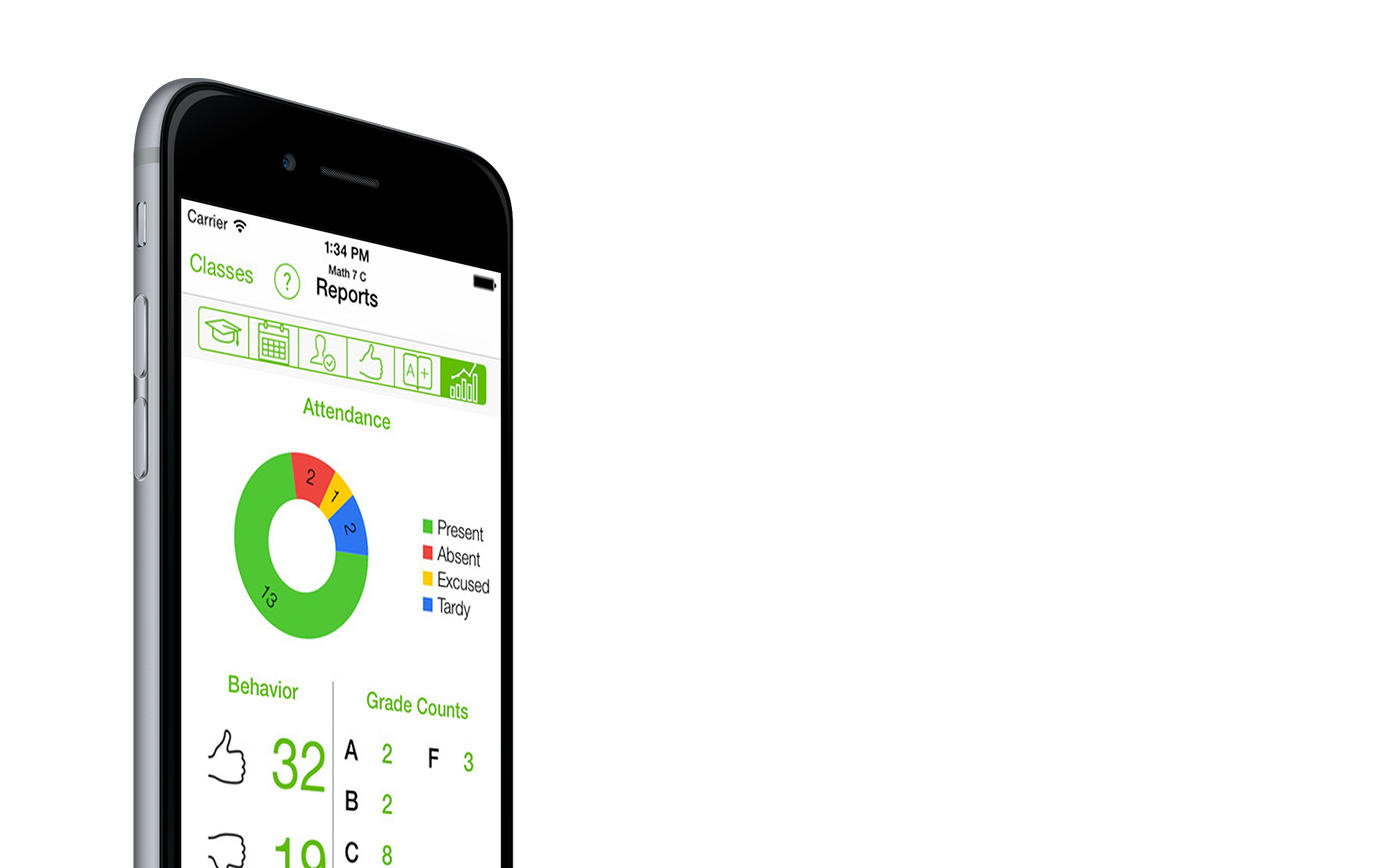 Carrier
1:34 PM
Classes
?
Math 7 C
Reports
A+
Attendance
2
1
2
13
Present
Absent
Excused
Tardy
Behavior
Grade Counts
32
A 2 F 3
B 2
19
C 8